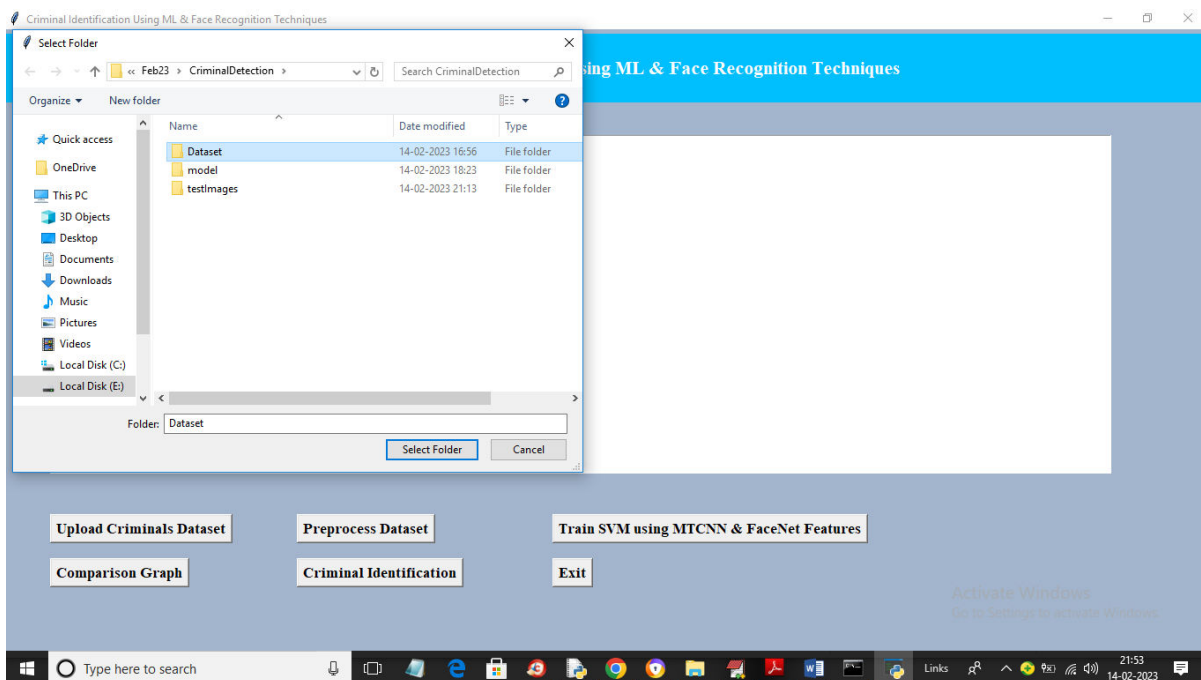 Criminal Identification Using ML & Face Recognition Techniques
Select Folder
sing ML & Face Recognition Techniques
« Feb23 › CriminalDetection ›
Search CriminalDetection
Organize
New folder
Name
Date modified
Type
Quick access
OneDrive
This PC
3D Objects
Desktop
Documents
Downloads
Music
Pictures
Videos
Local Disk (C:)
Local Disk (E:)
Dataset 14-02-2023 16:56 File folder
model 14-02-2023 18:23 File folder
testImages 14-02-2023 21:13 File folder
Folder: Dataset
Select Folder
Cancel
Upload Criminals Dataset
Preprocess Dataset
Train SVM using MTCNN & FaceNet Features
Comparison Graph
Criminal Identification
Exit
Activate Windows
Go to Settings to activate Windows.
Type here to search
Links
21:53
14-02-2023